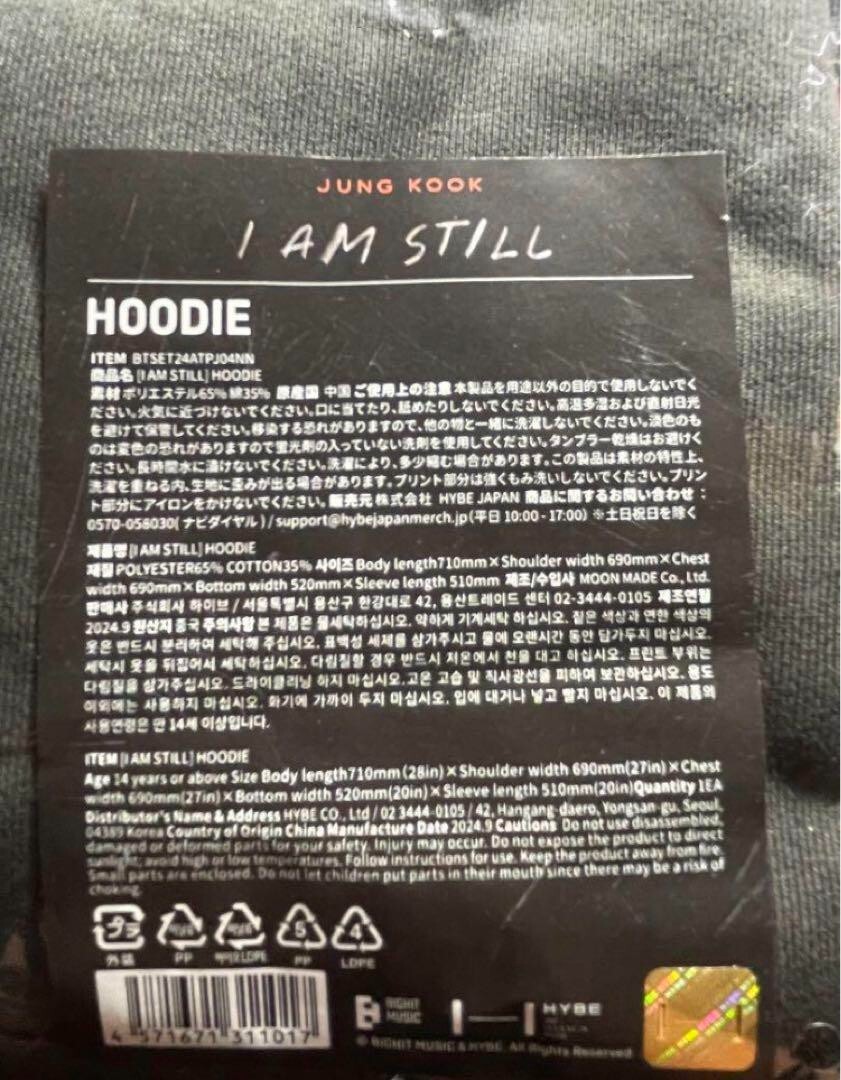 JUNG KOOK
I AM STILL
HOODIE
ITEM BTSET24ATPJ04NN
商品名 [I AM STILL] HOODIE
素材 ポリエステル65% 綿35% 原産国 中国 ご使用上の注意 本製品を用途以外の目的で使用しないでく
ださい。火気に近づけないでください。口に当てたり、舐めたりしないでください。高温多湿および直射日光
を避けて保管してください。移染する恐れがありますので、他の物と一緒に洗濯しないでください。淡色のも
のは変色の恐れがありますので蛍光剤の入っていない洗剤を使用してください。タンブラー乾燥はお避けく
ださい。長時間水に漬けないでください。洗濯により、多少縮む場合があります。この製品は素材の特性上、
洗濯を重ねる内、生地に歪みが出る場合があります。プリント部分は強くもみ洗いしないでください。プリン
ト部分にアイロンをかけないでください。販売元 株式会社 HYBE JAPAN 商品に関するお問い合わせ：
0570-058030( ナビダイヤル ) / support@hybejapanmerch.jp (平日 10:00 - 17:00) ※土日祝日を除く
제품명 [I AM STILL] HOODIE
재질 POLYESTER65% COTTON35% 사이즈 Body length710mm×Shoulder width 690mm×Chest
width 690mm×Bottom width 520mm×Sleeve length 510mm 제조/수입사 MOON MADE Co., Ltd.
판매사 주식회사 하이브 / 서울특별시 용산구 한강대로 42, 용산트레이드 센터 02-3444-0105 제조연월
2024.9 원산지 중국 주의사항 본 제품은 물세탁하십시오. 약하게 기계세탁 하십시오. 짙은 색상과 연한 색상의
옷은 반드시 분리하여 세탁해 주십시오. 표백성 세제를 삼가주시고 물에 오랜시간 동안 담가두지 마십시오.
세탁시 옷을 뒤집어서 세탁하십시오. 다림질할 경우 반드시 저온에서 천을 대고 하십시오. 프린트 부위는
다림질을 삼가주십시오. 드라이클리닝 하지 마십시오. 고온 고습 및 직사광선을 피하여 보관하십시오. 용도
이외에는 사용하지 마십시오. 화기에 가까이 두지 마십시오. 입에 대거나 넣고 빨지 마십시오. 이 제품의
사용연령은 만 14세 이상입니다.
ITEM [I AM STILL] HOODIE
Age 14 years or above Size Body length710mm(28in)×Shoulder width 690mm(27in)×Chest
width 690mm(27in)×Bottom width 520mm(20in)×Sleeve length 510mm(20in)Quantity 1EA
Distributor's Name & Address HYBE CO., Ltd / 02 3444-0105 / 42, Hangang-daero, Yongsan-gu, Seoul,
04389 Korea Country of Origin China Manufacture Date 2024.9 Cautions Do not use disassembled,
damaged or deformed parts for your safety. Injury may occur. Do not expose the product to direct
sunlight, avoid high or low temperatures. Follow instructions for use. Keep the product away from fire.
Small parts are enclosed. Do not let children put parts in their mouth since there may be a risk of
choking.
プラ 5 4
外装 PP LDPE PP LDPE
4 571671 311017
BIGHIT MUSIC HYBE
© BIGHIT MUSIC & HYBE. All Rights Reserved